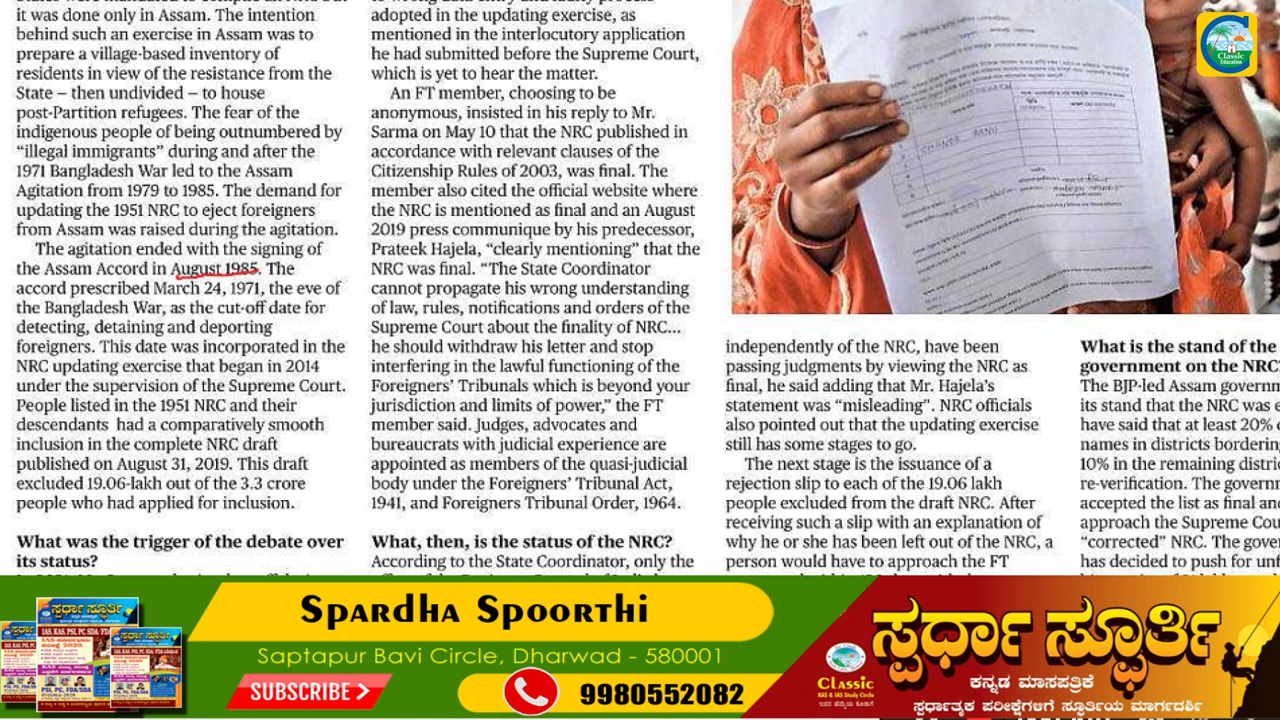 it was done only in Assam. The intention
behind such an exercise in Assam was to
prepare a village-based inventory of
residents in view of the resistance from the
State – then undivided – to house
post-Partition refugees. The fear of the
indigenous people of being outnumbered by
“illegal immigrants” during and after the
1971 Bangladesh War led to the Assam
Agitation from 1979 to 1985. The demand for
updating the 1951 NRC to eject foreigners
from Assam was raised during the agitation.
The agitation ended with the signing of
the Assam Accord in August 1985. The
accord prescribed March 24, 1971, the eve of
the Bangladesh War, as the cut-off date for
detecting, detaining and deporting
foreigners. This date was incorporated in the
NRC updating exercise that began in 2014
under the supervision of the Supreme Court.
People listed in the 1951 NRC and their
descendants had a comparatively smooth
inclusion in the complete NRC draft
published on August 31, 2019. This draft
excluded 19.06-lakh out of the 3.3 crore
people who had applied for inclusion.
What was the trigger of the debate over
its status?
adopted in the updating exercise, as
mentioned in the interlocutory application
he had submitted before the Supreme Court,
which is yet to hear the matter.
An FT member, choosing to be
anonymous, insisted in his reply to Mr.
Sarma on May 10 that the NRC published in
accordance with relevant clauses of the
Citizenship Rules of 2003, was final. The
member also cited the official website where
the NRC is mentioned as final and an August
2019 press communique by his predecessor,
Prateek Hajela, “clearly mentioning” that the
NRC was final. “The State Coordinator
cannot propagate his wrong understanding
of law, rules, notifications and orders of the
Supreme Court about the finality of NRC...
he should withdraw his letter and stop
interfering in the lawful functioning of the
Foreigners’ Tribunals which is beyond your
jurisdiction and limits of power,” the FT
member said. Judges, advocates and
bureaucrats with judicial experience are
appointed as members of the quasi-judicial
body under the Foreigners’ Tribunal Act,
1941, and Foreigners Tribunal Order, 1964.
What, then, is the status of the NRC?
According to the State Coordinator, only the
independently of the NRC, have been
passing judgments by viewing the NRC as
final, he said adding that Mr. Hajela’s
statement was “misleading”. NRC officials
also pointed out that the updating exercise
still has some stages to go.
The next stage is the issuance of a
rejection slip to each of the 19.06 lakh
people excluded from the draft NRC. After
receiving such a slip with an explanation of
why he or she has been left out of the NRC, a
person would have to approach the FT
What is the stand of the
government on the NRC?
The BJP-led Assam governm
its stand that the NRC was e
have said that at least 20% o
names in districts bordering
10% in the remaining distric
re-verification. The governm
accepted the list as final and
approach the Supreme Cou
“corrected” NRC. The gover
has decided to push for unf
Classic
Education
Spardha Spoorthi
Saptapur Bavi Circle, Dharwad - 580001
SUBSCRIBE
9980552082
ಸ್ಪರ್ಧಾ ಸ್ಫೂರ್ತಿ
Classic
KAS & IAS Study Circle
ಕನ್ನಡ ಮಾಸಪತ್ರಿಕೆ
ಸ್ಪರ್ಧಾತ್ಮಕ ಪರೀಕ್ಷೆಗಳಿಗೆ ಸ್ಫೂರ್ತಿಯ ಮಾರ್ಗದರ್ಶಿ